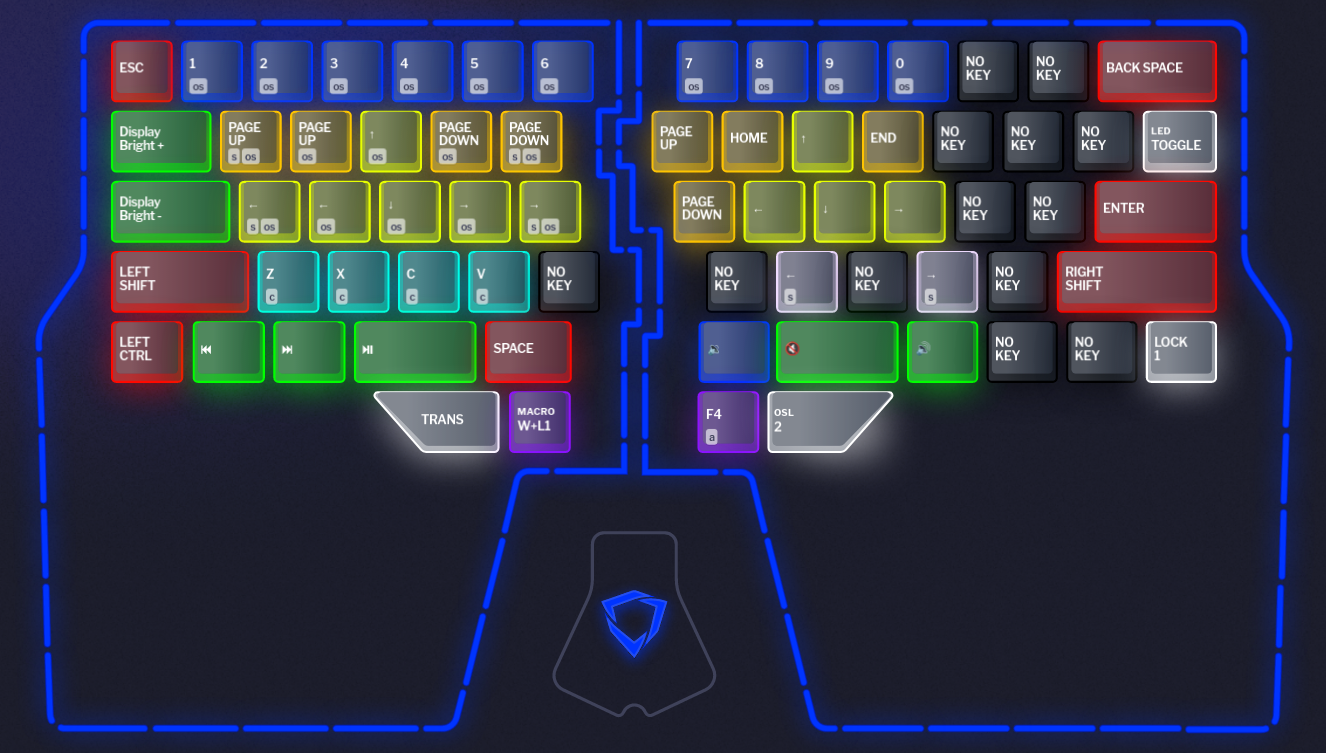 ESC
1
os
2
os
3
os
4
os
5
os
6
os
7
os
8
os
9
os
0
os
NO
KEY
NO
KEY
BACK SPACE
Display
Bright +
PAGE
UP
s os
PAGE
UP
os
↑
os
PAGE
DOWN
os
PAGE
DOWN
s os
PAGE
UP
HOME
↑
END
NO
KEY
NO
KEY
NO
KEY
LED
TOGGLE
Display
Bright -
←
s os
←
os
↓
os
→
os
→
s os
PAGE
DOWN
←
↓
→
NO
KEY
NO
KEY
ENTER
LEFT
SHIFT
Z
c
X
c
C
c
V
c
NO
KEY
NO
KEY
←
s
NO
KEY
→
s
NO
KEY
RIGHT
SHIFT
LEFT
CTRL
SPACE
NO
KEY
NO
KEY
LOCK
1
TRANS
MACRO
W+L1
F4
a
OSL
2